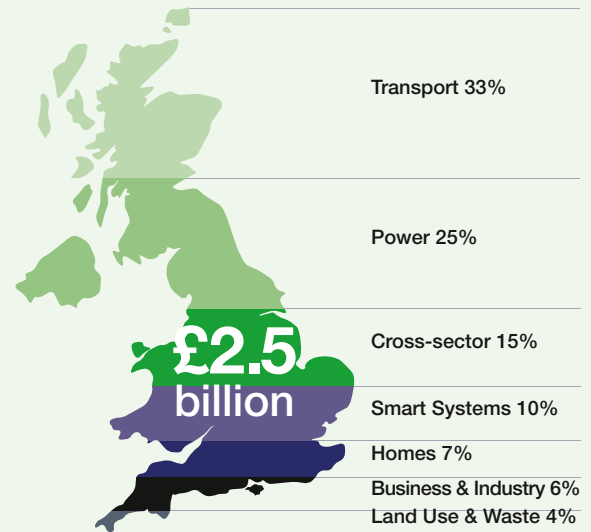 Transport 33%
Power 25%
£2.5
billion
Cross-sector 15%
Smart Systems 10%
Homes 7%
Business & Industry 6%
Land Use & Waste 4%